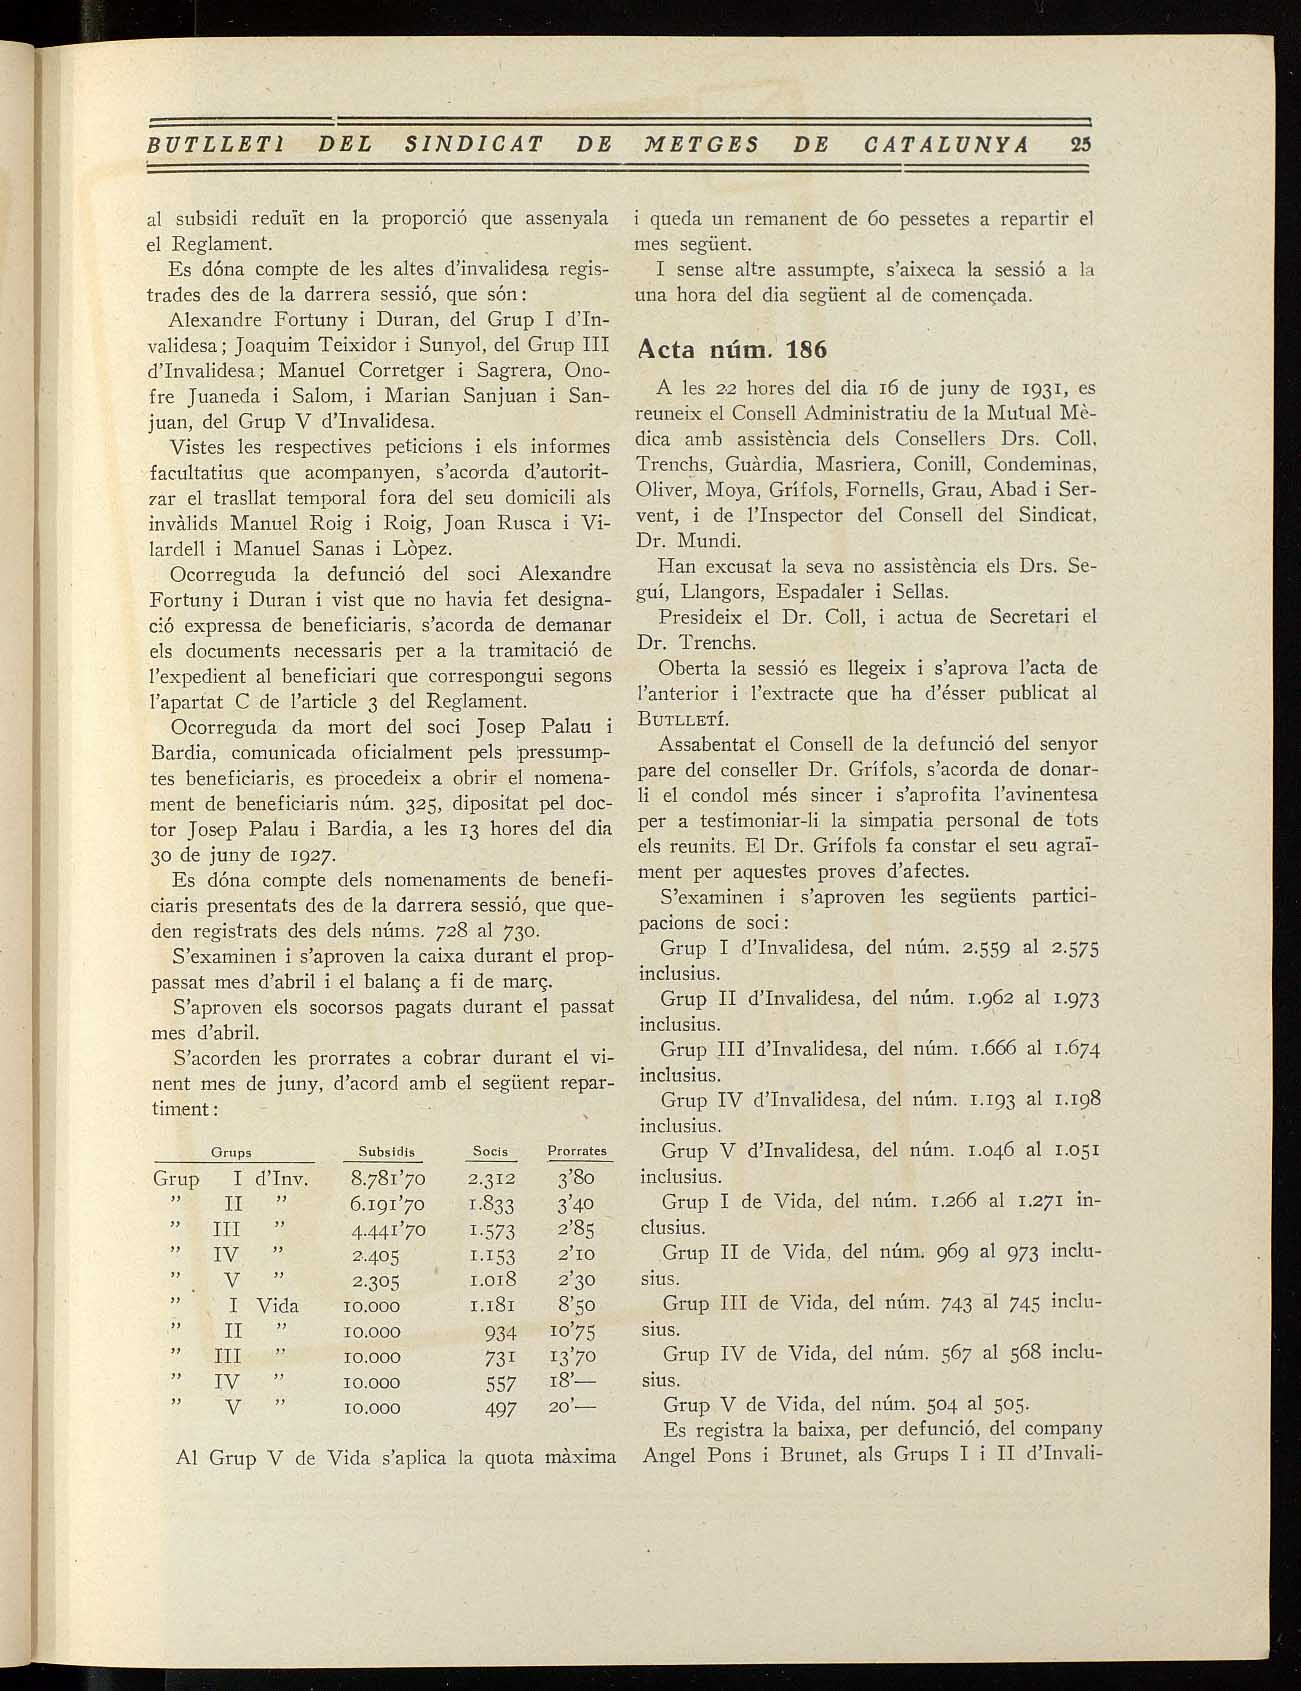 BUTLLETÌ DEL SINDICAT DE METGES DE CATALUNYA 25
al subsidi reduït en la proporció que assenyala
el Reglament.
Es dóna compte de les altes d'invalidesa regis-
trades des de la darrera sessió, que són:
Alexandre Fortuny i Duran, del Grup I d'In-
validesa; Joaquim Teixidor i Sunyol, del Grup III
d'Invalidesa; Manuel Corretger i Sagrera, Ono-
fre Juaneda i Salom, i Marian Sanjuan i San-
juan, del Grup V d'Invalidesa.
Vistes les respectives peticions i els informes
facultatius que acompanyen, s'acorda d'autorit-
zar el trasllat temporal fora del seu domicili als
invàlids Manuel Roig i Roig, Joan Rusca i Vi-
lardell i Manuel Sanas i Lòpez.
Ocorreguda la defunció del soci Alexandre
Fortuny i Duran i vist que no havia fet designa-
ció expressa de beneficiaris, s'acorda de demanar
els documents necessaris per a la tramitació de
l'expedient al beneficiari que correspongui segons
l'apartat C de l'article 3 del Reglament.
Ocorreguda da mort del soci Josep Palau i
Bardia, comunicada oficialment pels pressump-
tes beneficiaris, es procedeix a obrir el nomena-
ment de beneficiaris núm. 325, dipositat pel doc-
tor Josep Palau i Bardia, a les 13 hores del dia
30 de juny de 1927.
Es dóna compte dels nomenaments de benefi-
ciaris presentats des de la darrera sessió, que que-
den registrats des dels núms. 728 al 730.
S'examinen i s'aproven la caixa durant el prop-
passat mes d'abril i el balanç a fi de març.
S'aproven els socorsos pagats durant el passat
mes d'abril.
S'acorden les prorrates a cobrar durant el vi-
nent mes de juny, d'acord amb el següent repar-
timent:
Grups Subsidis Socis Prorrates
Grup I d'Inv. 8.781'70 2.312 3'80
" II " 6.191'70 1.833 3'40
" III " 4.441'70 1.573 2'85
" IV " 2.405 1.153 2'10
" V " 2.305 1.018 2'30
" I Vida 10.000 1.181 8'50
" II " 10.000 934 10'75
" III " 10.000 731 13'70
" IV " 10.000 557 18'—
" V " 10.000 497 20'—
Al Grup V de Vida s'aplica la quota màxima
i queda un remanent de 60 pessetes a repartir el
mes següent.
I sense altre assumpte, s'aixeca la sessió a la
una hora del dia següent al de començada.
Acta núm. 186
A les 22 hores del dia 16 de juny de 1931, es
reuneix el Consell Administratiu de la Mutual Mè-
dica amb assistència dels Consellers Drs. Coll,
Trenchs, Guàrdia, Masriera, Conill, Condeminas,
Oliver, Moya, Grífols, Fornells, Grau, Abad i Ser-
vent, i de l'Inspector del Consell del Sindicat,
Dr. Mundi.
Han excusat la seva no assistència els Drs. Se-
guí, Llangors, Espadaler i Sellas.
Presideix el Dr. Coll, i actua de Secretari el
Dr. Trenchs.
Oberta la sessió es llegeix i s'aprova l'acta de
l'anterior i l'extracte que ha d'ésser publicat al
BUTLLETÍ.
Assabentat el Consell de la defunció del senyor
pare del conseller Dr. Grífols, s'acorda de donar-
li el condol més sincer i s'aprofita l'avinentesa
per a testimoniar-li la simpatia personal de tots
els reunits. El Dr. Grífols fa constar el seu agraï-
ment per aquestes proves d'afectes.
S'examinen i s'aproven les següents partici-
pacions de soci:
Grup I d'Invalidesa, del núm. 2.559 al 2.575
inclusius.
Grup II d'Invalidesa, del núm. 1.962 al 1.973
inclusius.
Grup III d'Invalidesa, del núm. 1.666 al 1.674
inclusius.
Grup IV d'Invalidesa, del núm. 1.193 al 1.198
inclusius.
Grup V d'Invalidesa, del núm. 1.046 al 1.051
inclusius.
Grup I de Vida, del núm. 1.266 al 1.271 in-
clusius.
Grup II de Vida, del núm. 969 al 973 inclu-
sius.
Grup III de Vida, del núm. 743 al 745 inclu-
sius.
Grup IV de Vida, del núm. 567 al 568 inclu-
sius.
Grup V de Vida, del núm. 504 al 505.
Es registra la baixa, per defunció, del company
Angel Pons i Brunet, als Grups I i II d'Invali-